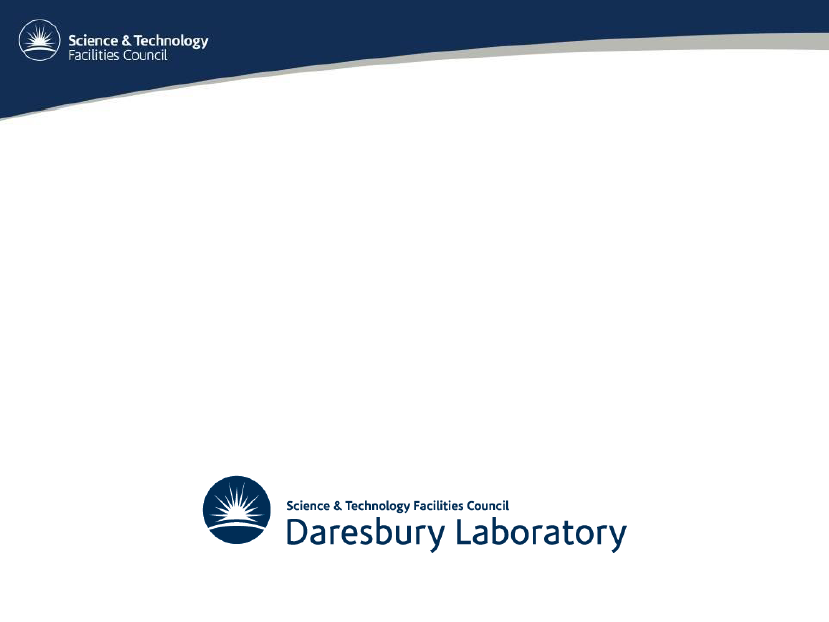 Science & Technology
Facilities Council
Science & Technology Facilities Council
Daresbury Laboratory